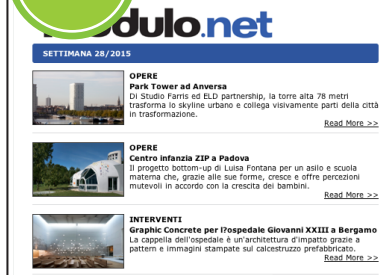 dulo.net
SETTIMANA 28/2015
OPERE
Park Tower ad Anversa
Di Studio Farris ed ELD partnership, la torre alta 78 metri
trasforma lo skyline urbano e collega visivamente parti della città
in trasformazione.
Read More >>
OPERE
Centro infanzia ZIP a Padova
Il progetto bottom-up di Luisa Fontana per un asilo e scuola
materna che, grazie alle sue forme, cresce e offre percezioni
mutevoli in accordo con la crescita dei bambini.
Read More >>
INTERVENTI
Graphic Concrete per l?ospedale Giovanni XXIII a Bergamo
La cappella dell'ospedale è un'architettura d'impatto grazie a
pattern e immagini stampate sul calcestruzzo prefabbricato.
Read More >>